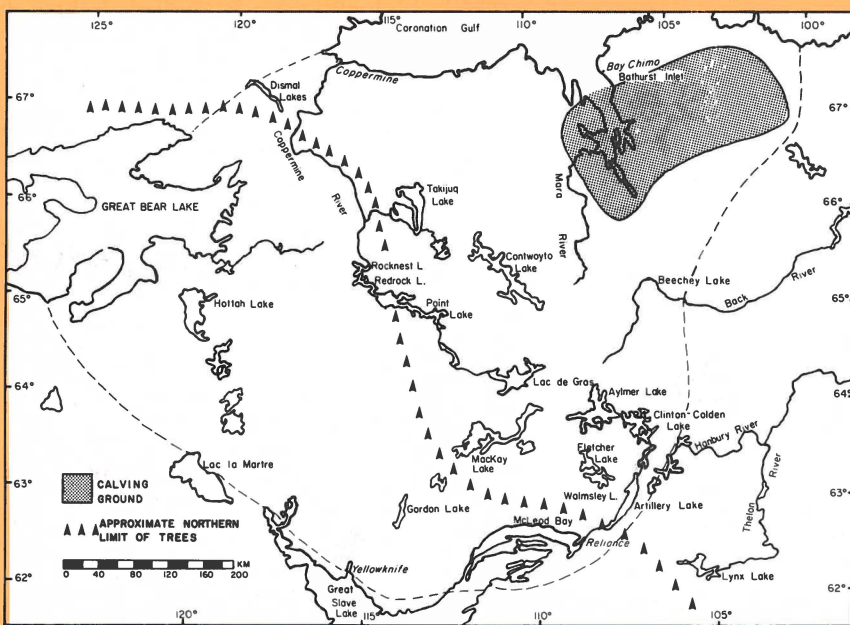 125°
120°
115°
110°
105°
100°
Coronation Gulf
Coppermine
Bay Chimo
Bathurst Inlet
Dismal
Lakes
67°
67°
Coppermine
River
Mara
River
Takijuq
Lake
66°
66°
GREAT BEAR LAKE
Contwoyto
Lake
Rocknest L
Redrock L.
Beechey Lake
Back
River
65°
65°
Hottah Lake
Point
Lake
64°
64°
Lac de Gras
Aylmer Lake
Clinton-Colden
Lake
Hanbury River
MacKay
Lake
Fletcher
Lake
Lac la Martre
63°
63°
CALVING
GROUND
Walmsley L.
Artillery Lake
Thelon
River
Gordon Lake
APPROXIMATE NORTHERN
LIMIT OF TREES
McLeod Bay
Reliance
KM
0 40 80 120 160 200
62°
62°
Yellowknife
Great
Slave
Lake
Lynx Lake
120°
115°
110°
105°